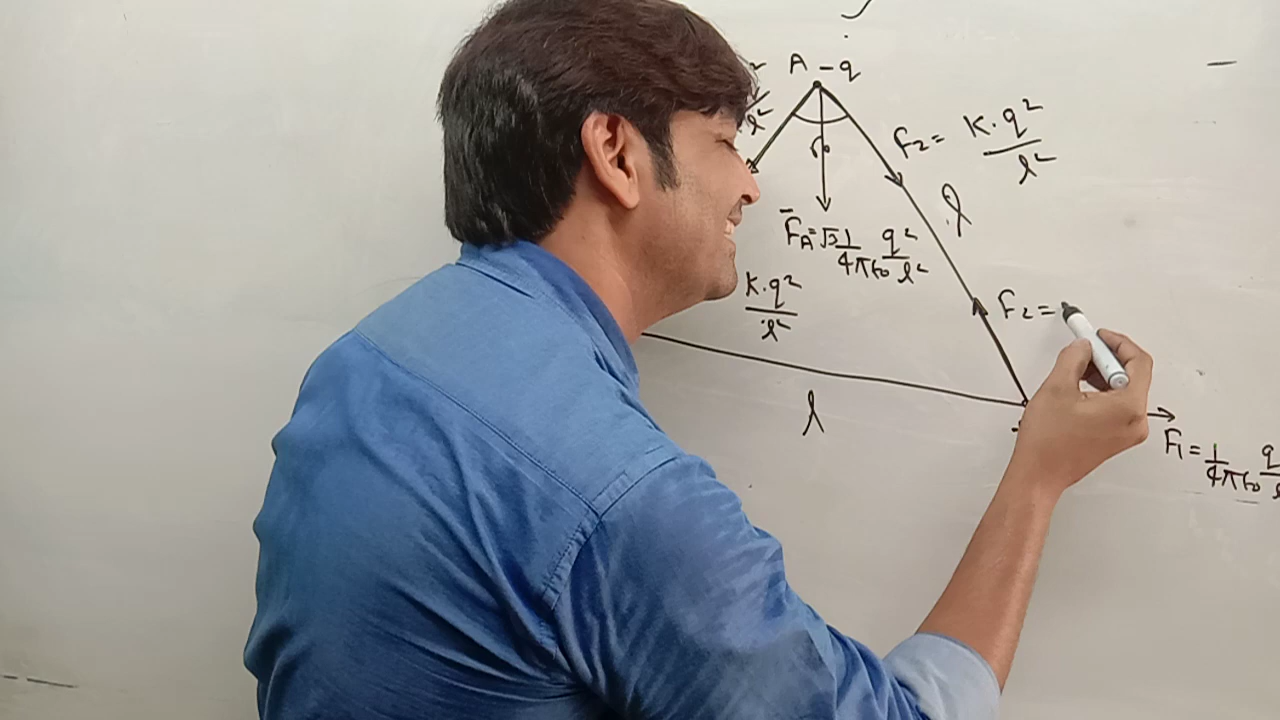 A -q
F₂ = K.q²/l²
l
F̄A = √3 1/4πε₀ q²/l²
K.q²/l²
F₂ =
l
F₁ = 1/4πε₀ q